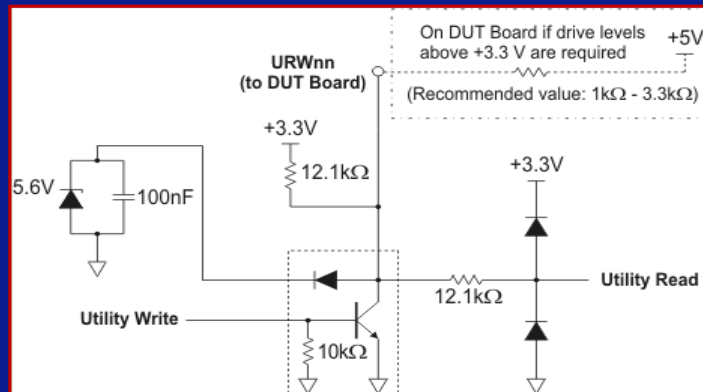 On DUT Board if drive levels
above +3.3 V are required
+5V
URWnn
(to DUT Board)
(Recommended value: 1kΩ - 3.3kΩ)
+3.3V
12.1kΩ
+3.3V
5.6V
100nF
12.1kΩ
Utility Read
Utility Write
10kΩ